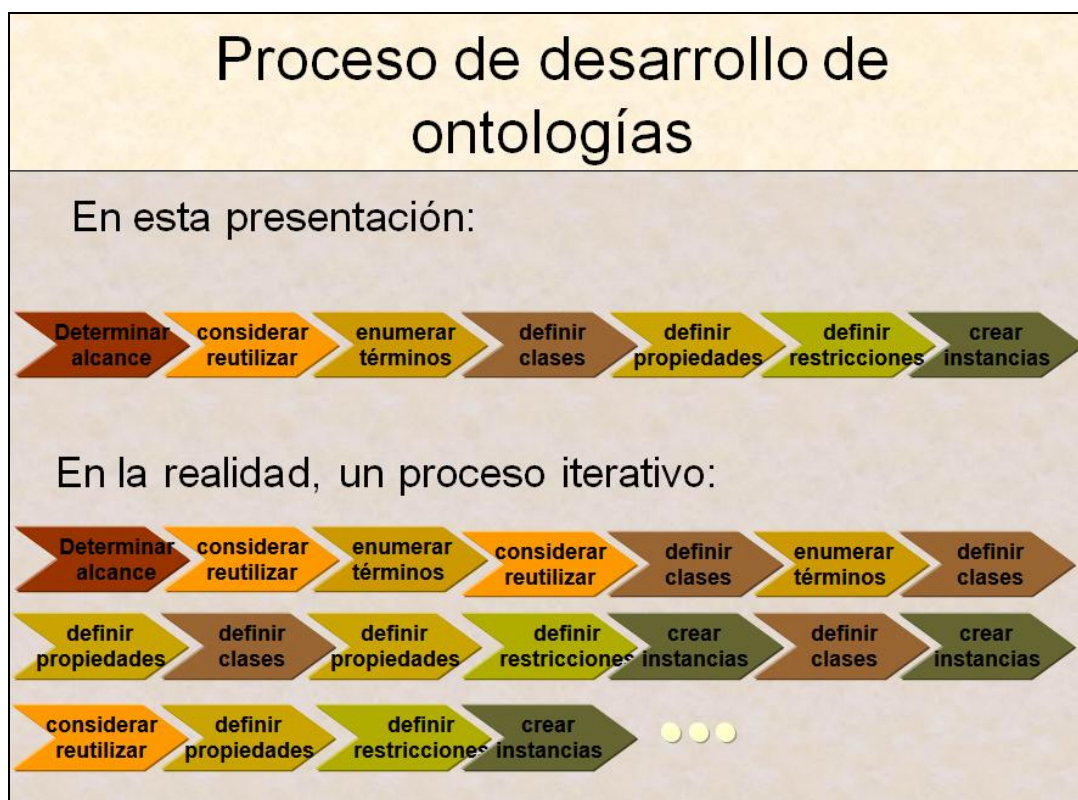 Proceso de desarrollo de
ontologías
En esta presentación:
Determinar
alcance
considerar
reutilizar
enumerar
términos
definir
clases
definir
propiedades
definir
restricciones
crear
instancias
En la realidad, un proceso iterativo:
Determinar
alcance
considerar
reutilizar
enumerar
términos
considerar
reutilizar
definir
clases
enumerar
términos
definir
clases
definir
propiedades
definir
clases
definir
propiedades
definir
restricciones
crear
instancias
definir
clases
crear
instancias
considerar
reutilizar
definir
propiedades
definir
restricciones
crear
instancias